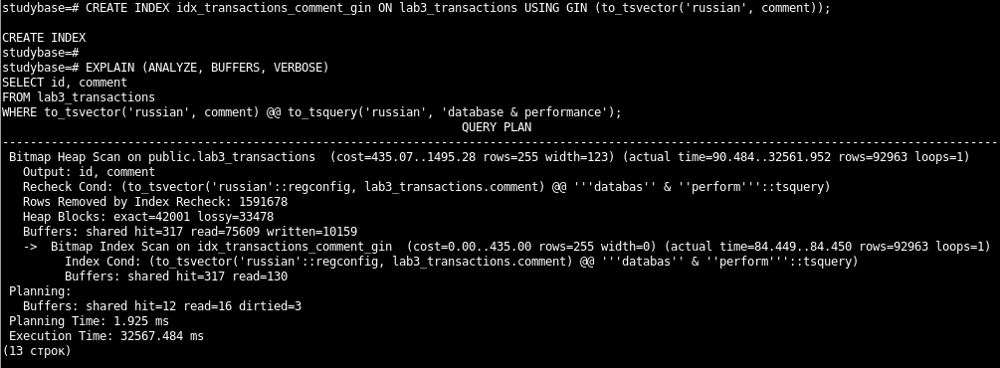 studybase=# CREATE INDEX idx_transactions_comment_gin ON lab3_transactions USING GIN (to_tsvector('russian', comment));
CREATE INDEX
studybase=#
studybase=# EXPLAIN (ANALYZE, BUFFERS, VERBOSE)
SELECT id, comment
FROM lab3_transactions
WHERE to_tsvector('russian', comment) @@ to_tsquery('russian', 'database & performance');
QUERY PLAN
-----------------------------------------------------------------------------------------------------------------------------------------------
Bitmap Heap Scan on public.lab3_transactions  (cost=435.07..1495.28 rows=255 width=123) (actual time=90.484..32561.952 rows=92963 loops=1)
Output: id, comment
Recheck Cond: (to_tsvector('russian'::regconfig, lab3_transactions.comment) @@ '''databas'' & ''perform'''::tsquery)
Rows Removed by Index Recheck: 1591678
Heap Blocks: exact=42001 lossy=33478
Buffers: shared hit=317 read=75609 written=10159
->  Bitmap Index Scan on idx_transactions_comment_gin  (cost=0.00..435.00 rows=255 width=0) (actual time=84.449..84.450 rows=92963 loops=1)
Index Cond: (to_tsvector('russian'::regconfig, lab3_transactions.comment) @@ '''databas'' & ''perform'''::tsquery)
Buffers: shared hit=317 read=130
Planning:
Buffers: shared hit=12 read=16 dirtied=3
Planning Time: 1.925 ms
Execution Time: 32567.484 ms
(13 строк)